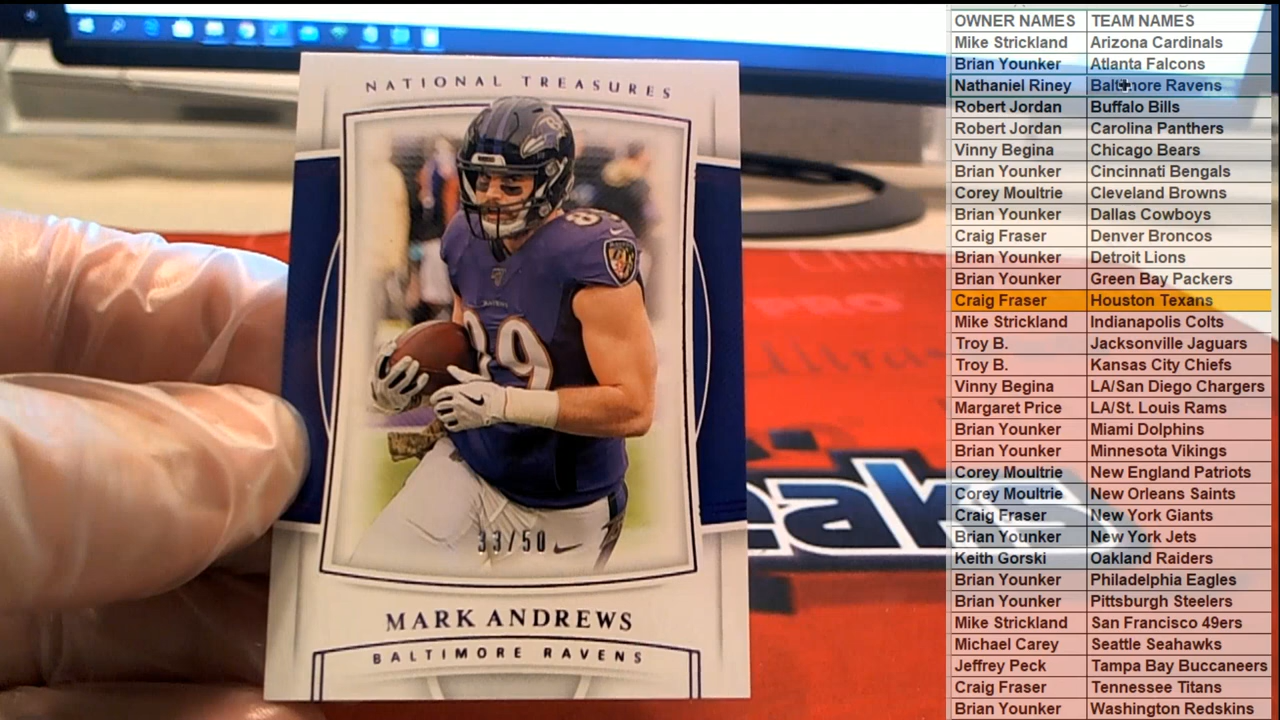 NATIONAL TREASURES
89
RAVENS
89
33/50
MARK ANDREWS
BALTIMORE RAVENS
PRO
Ultra
eaks
OWNER NAMES TEAM NAMES
Mike Strickland Arizona Cardinals
Brian Younker Atlanta Falcons
Nathaniel Riney Baltimore Ravens
Robert Jordan Buffalo Bills
Robert Jordan Carolina Panthers
Vinny Begina Chicago Bears
Brian Younker Cincinnati Bengals
Corey Moultrie Cleveland Browns
Brian Younker Dallas Cowboys
Craig Fraser Denver Broncos
Brian Younker Detroit Lions
Brian Younker Green Bay Packers
Craig Fraser Houston Texans
Mike Strickland Indianapolis Colts
Troy B. Jacksonville Jaguars
Troy B. Kansas City Chiefs
Vinny Begina LA/San Diego Chargers
Margaret Price LA/St. Louis Rams
Brian Younker Miami Dolphins
Brian Younker Minnesota Vikings
Corey Moultrie New England Patriots
Corey Moultrie New Orleans Saints
Craig Fraser New York Giants
Brian Younker New York Jets
Keith Gorski Oakland Raiders
Brian Younker Philadelphia Eagles
Brian Younker Pittsburgh Steelers
Mike Strickland San Francisco 49ers
Michael Carey Seattle Seahawks
Jeffrey Peck Tampa Bay Buccaneers
Craig Fraser Tennessee Titans
Brian Younker Washington Redskins